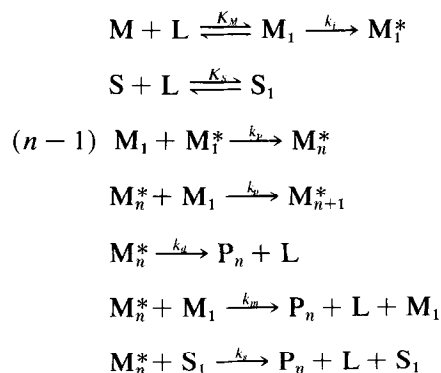 M + L ⇌ K_M M₁ ⟶ k_i M₁*
S + L ⇌ K_S S₁
(n − 1) M₁ + M₁* ⟶ k_p M_n*
M_n* + M₁ ⟶ k_p M*_{n+1}
M_n* ⟶ k_d P_n + L
M_n* + M₁ ⟶ k_m P_n + L + M₁
M_n* + S₁ ⟶ k_s P_n + L + S₁